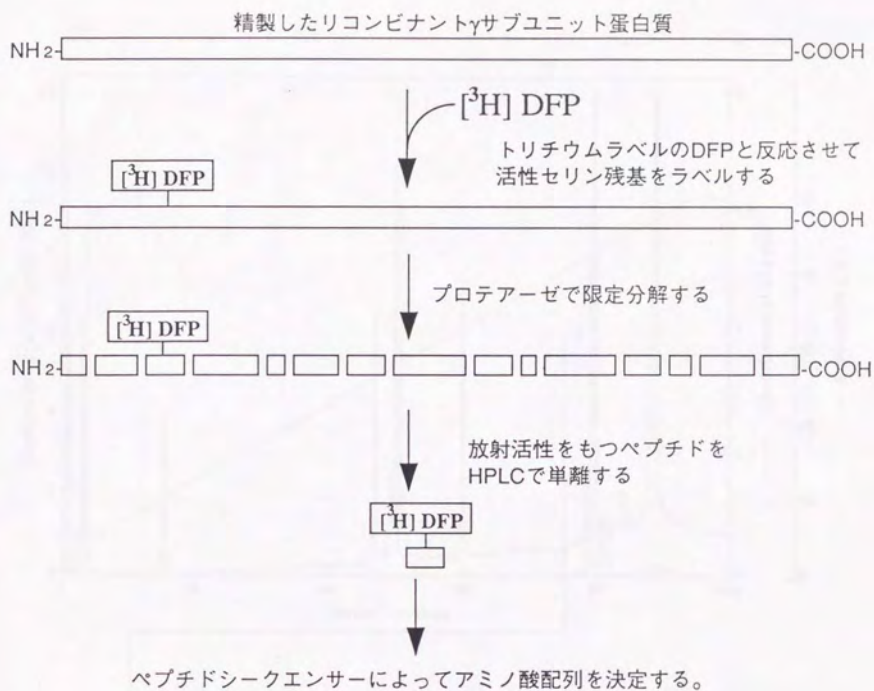 精製したリコンビナントγサブユニット蛋白質
NH2- -COOH
[³H] DFP
トリチウムラベルのDFPと反応させて
活性セリン残基をラベルする
[³H] DFP
NH2- -COOH
プロテアーゼで限定分解する
[³H] DFP
NH2- -COOH
放射活性をもつペプチドを
HPLCで単離する
[³H] DFP
ペプチドシークエンサーによってアミノ酸配列を決定する。